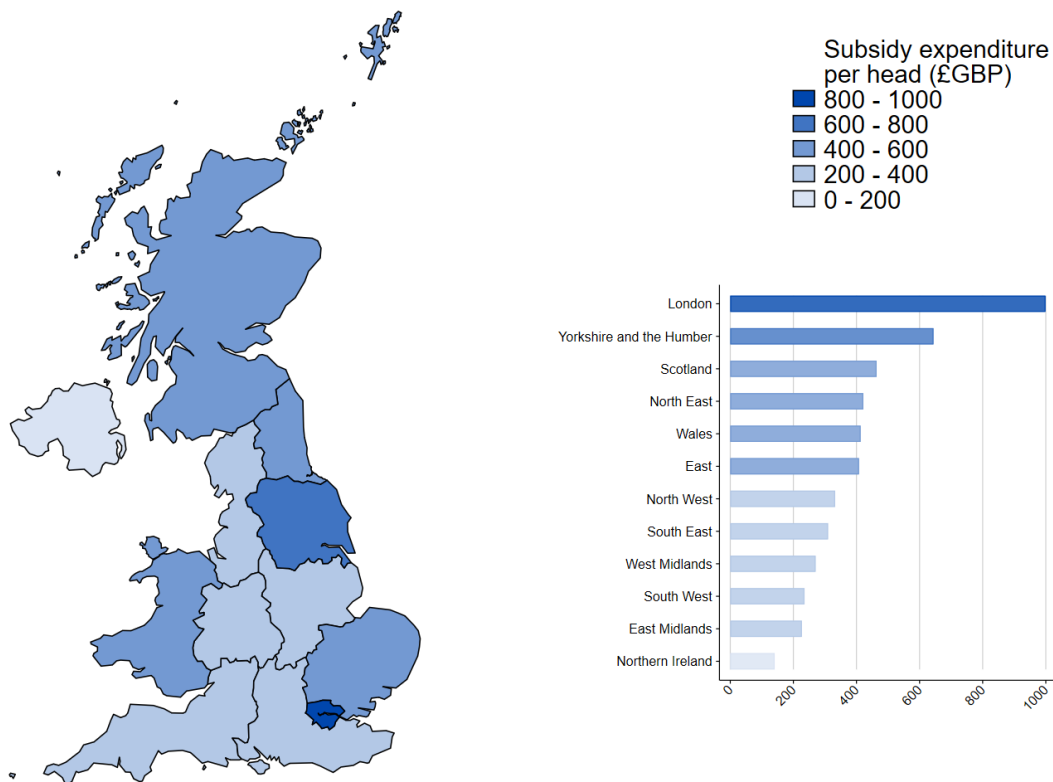 Subsidy expenditure
per head (£GBP)
800 - 1000
600 - 800
400 - 600
200 - 400
0 - 200
London
Yorkshire and the Humber
Scotland
North East
Wales
East
North West
South East
West Midlands
South West
East Midlands
Northern Ireland
0
200
400
600
800
1000